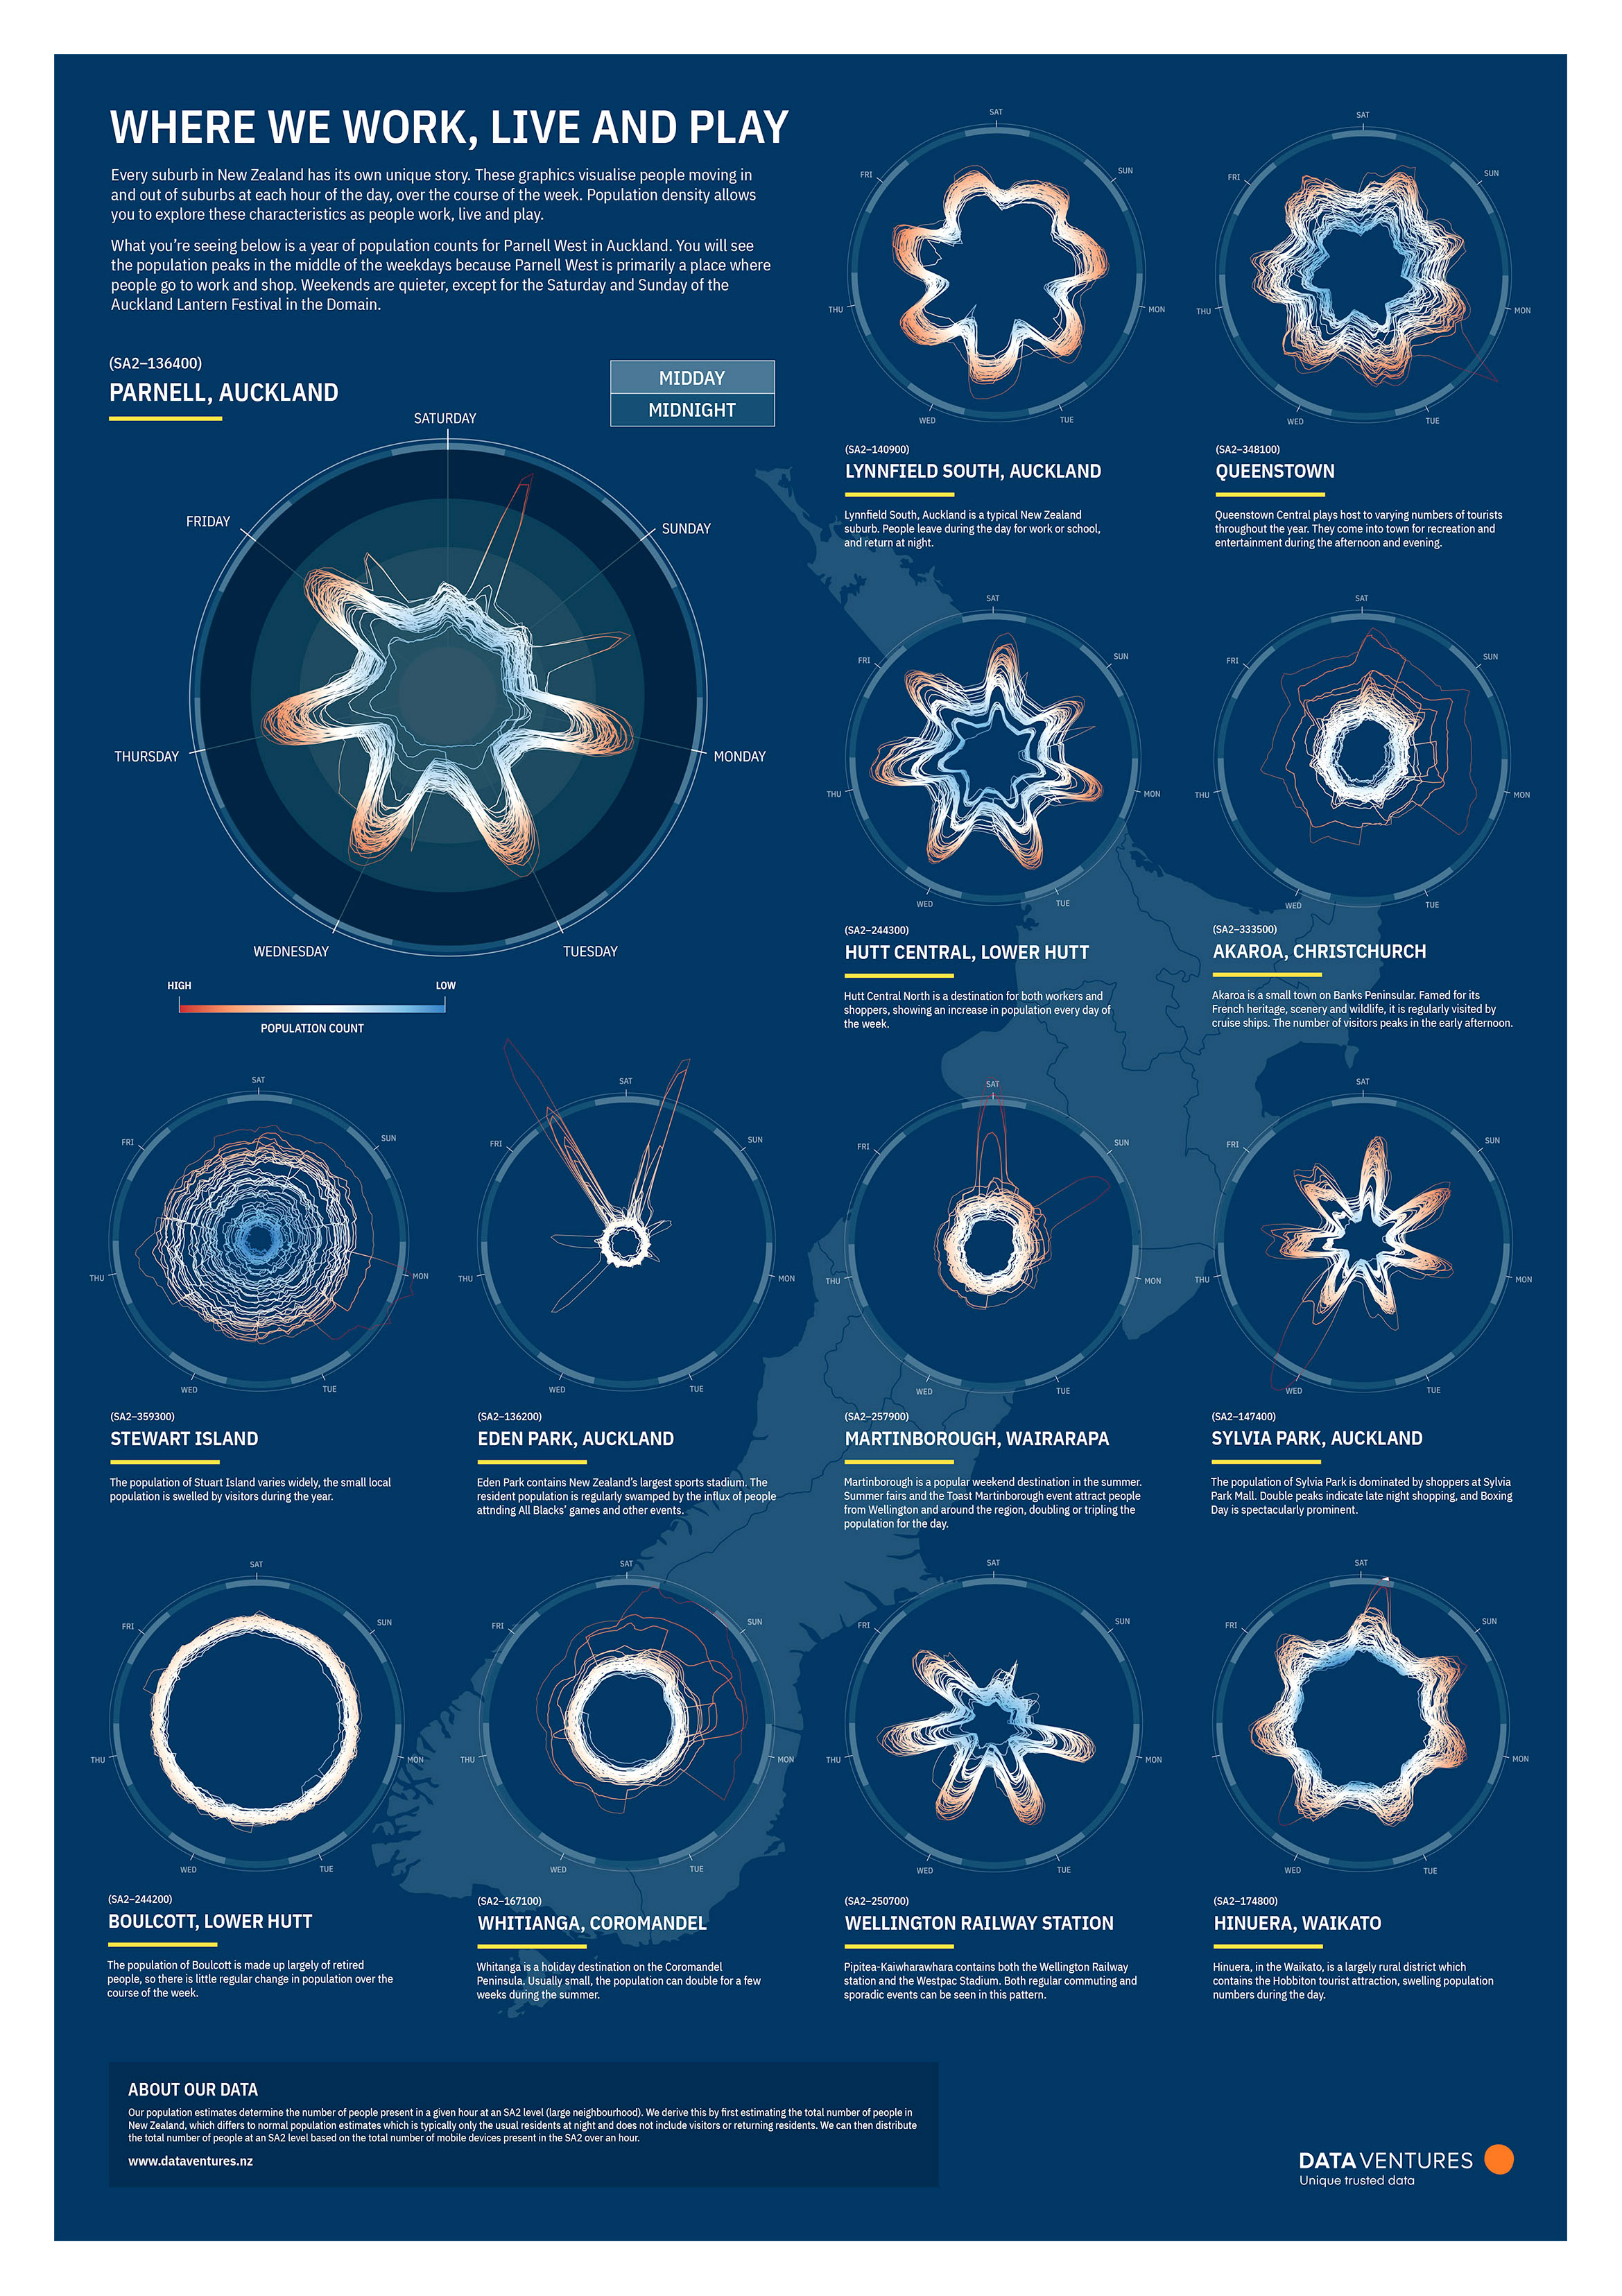 WHERE WE WORK, LIVE AND PLAY
Every suburb in New Zealand has its own unique story. These graphics visualise people moving in
and out of suburbs at each hour of the day, over the course of the week. Population density allows
you to explore these characteristics as people work, live and play.
What you're seeing below is a year of population counts for Parnell West in Auckland. You will see
the population peaks in the middle of the weekdays because Parnell West is primarily a place where
people go to work and shop. Weekends are quieter, except for the Saturday and Sunday of the
Auckland Lantern Festival in the Domain.
(SA2–136400)
PARNELL, AUCKLAND
MIDDAY
MIDNIGHT
SATURDAY
SUNDAY
MONDAY
TUESDAY
WEDNESDAY
THURSDAY
FRIDAY
HIGH
LOW
POPULATION COUNT
SAT
SUN
MON
TUE
WED
THU
FRI
(SA2–140900)
LYNNFIELD SOUTH, AUCKLAND
Lynnfield South, Auckland is a typical New Zealand
suburb. People leave during the day for work or school,
and return at night.
SAT
SUN
MON
TUE
WED
THU
FRI
(SA2–348100)
QUEENSTOWN
Queenstown Central plays host to varying numbers of tourists
throughout the year. They come into town for recreation and
entertainment during the afternoon and evening.
SAT
SUN
MON
TUE
WED
THU
FRI
(SA2–244300)
HUTT CENTRAL, LOWER HUTT
Hutt Central North is a destination for both workers and
shoppers, showing an increase in population every day of
the week.
SAT
SUN
MON
TUE
WED
THU
FRI
(SA2–333500)
AKAROA, CHRISTCHURCH
Akaroa is a small town on Banks Peninsular. Famed for its
French heritage, scenery and wildlife, it is regularly visited by
cruise ships. The number of visitors peaks in the early afternoon.
SAT
SUN
MON
TUE
WED
THU
FRI
(SA2–359300)
STEWART ISLAND
The population of Stuart Island varies widely, the small local
population is swelled by visitors during the year.
SAT
SUN
MON
TUE
WED
THU
FRI
(SA2–136200)
EDEN PARK, AUCKLAND
Eden Park contains New Zealand's largest sports stadium. The
resident population is regularly swamped by the influx of people
attnding All Blacks' games and other events.
SAT
SUN
MON
TUE
WED
THU
FRI
(SA2–257900)
MARTINBOROUGH, WAIRARAPA
Martinborough is a popular weekend destination in the summer.
Summer fairs and the Toast Martinborough event attract people
from Wellington and around the region, doubling or tripling the
population for the day.
SAT
SUN
MON
TUE
WED
THU
FRI
(SA2–147400)
SYLVIA PARK, AUCKLAND
The population of Sylvia Park is dominated by shoppers at Sylvia
Park Mall. Double peaks indicate late night shopping, and Boxing
Day is spectacularly prominent.
SAT
SUN
MON
TUE
WED
THU
FRI
(SA2–244200)
BOULCOTT, LOWER HUTT
The population of Boulcott is made up largely of retired
people, so there is little regular change in population over the
course of the week.
SAT
SUN
MON
TUE
WED
THU
FRI
(SA2–167100)
WHITIANGA, COROMANDEL
Whitanga is a holiday destination on the Coromandel
Peninsula. Usually small, the population can double for a few
weeks during the summer.
SAT
SUN
MON
TUE
WED
THU
FRI
(SA2–250700)
WELLINGTON RAILWAY STATION
Pipitea-Kaiwharawhara contains both the Wellington Railway
station and the Westpac Stadium. Both regular commuting and
sporadic events can be seen in this pattern.
SAT
SUN
MON
TUE
WED
FRI
(SA2–174800)
HINUERA, WAIKATO
Hinuera, in the Waikato, is a largely rural district which
contains the Hobbiton tourist attraction, swelling population
numbers during the day.
ABOUT OUR DATA
Our population estimates determine the number of people present in a given hour at an SA2 level (large neighbourhood). We derive this by first estimating the total number of people in
New Zealand, which differs to normal population estimates which is typically only the usual residents at night and does not include visitors or returning residents. We can then distribute
the total number of people at an SA2 level based on the total number of mobile devices present in the SA2 over an hour.
www.dataventures.nz
DATA VENTURES
Unique trusted data